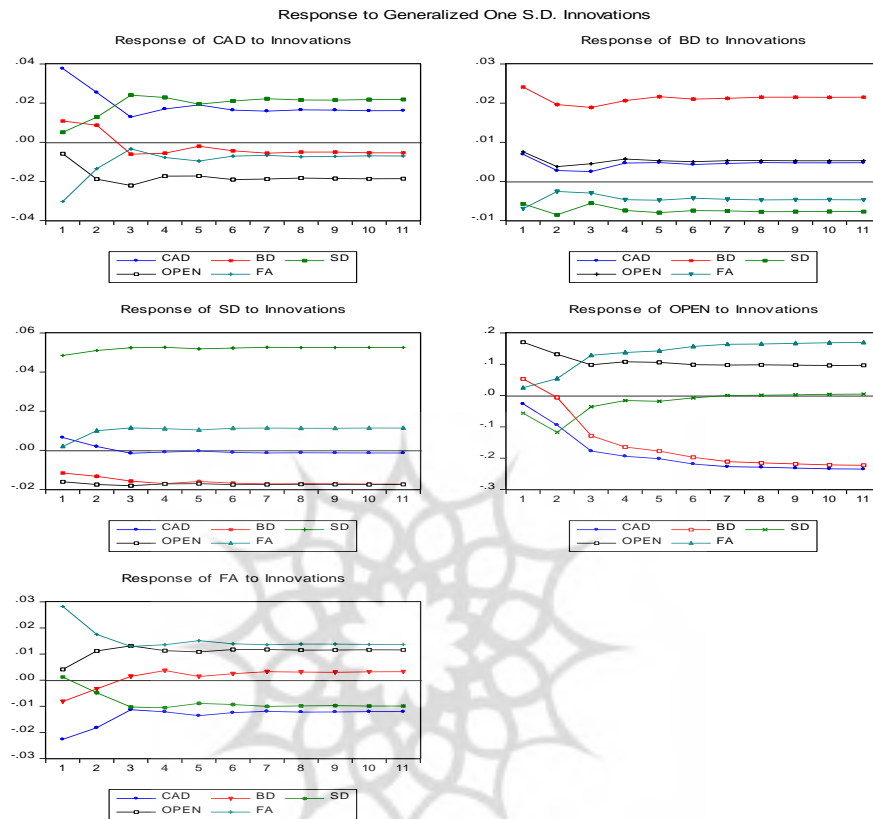 Response to Generalized One S.D. Innovations
Response of CAD to Innovations
.04
.02
.00
-.02
-.04
1 2 3 4 5 6 7 8 9 10 11
CAD BD SD
OPEN FA
Response of BD to Innovations
.03
.02
.01
.00
-.01
1 2 3 4 5 6 7 8 9 10 11
CAD BD SD
OPEN FA
Response of SD to Innovations
.06
.04
.02
.00
-.02
1 2 3 4 5 6 7 8 9 10 11
CAD BD SD
OPEN FA
Response of OPEN to Innovations
.2
.1
.0
-.1
-.2
-.3
1 2 3 4 5 6 7 8 9 10 11
CAD BD SD
OPEN FA
Response of FA to Innovations
.03
.02
.01
.00
-.01
-.02
-.03
1 2 3 4 5 6 7 8 9 10 11
CAD BD SD
OPEN FA